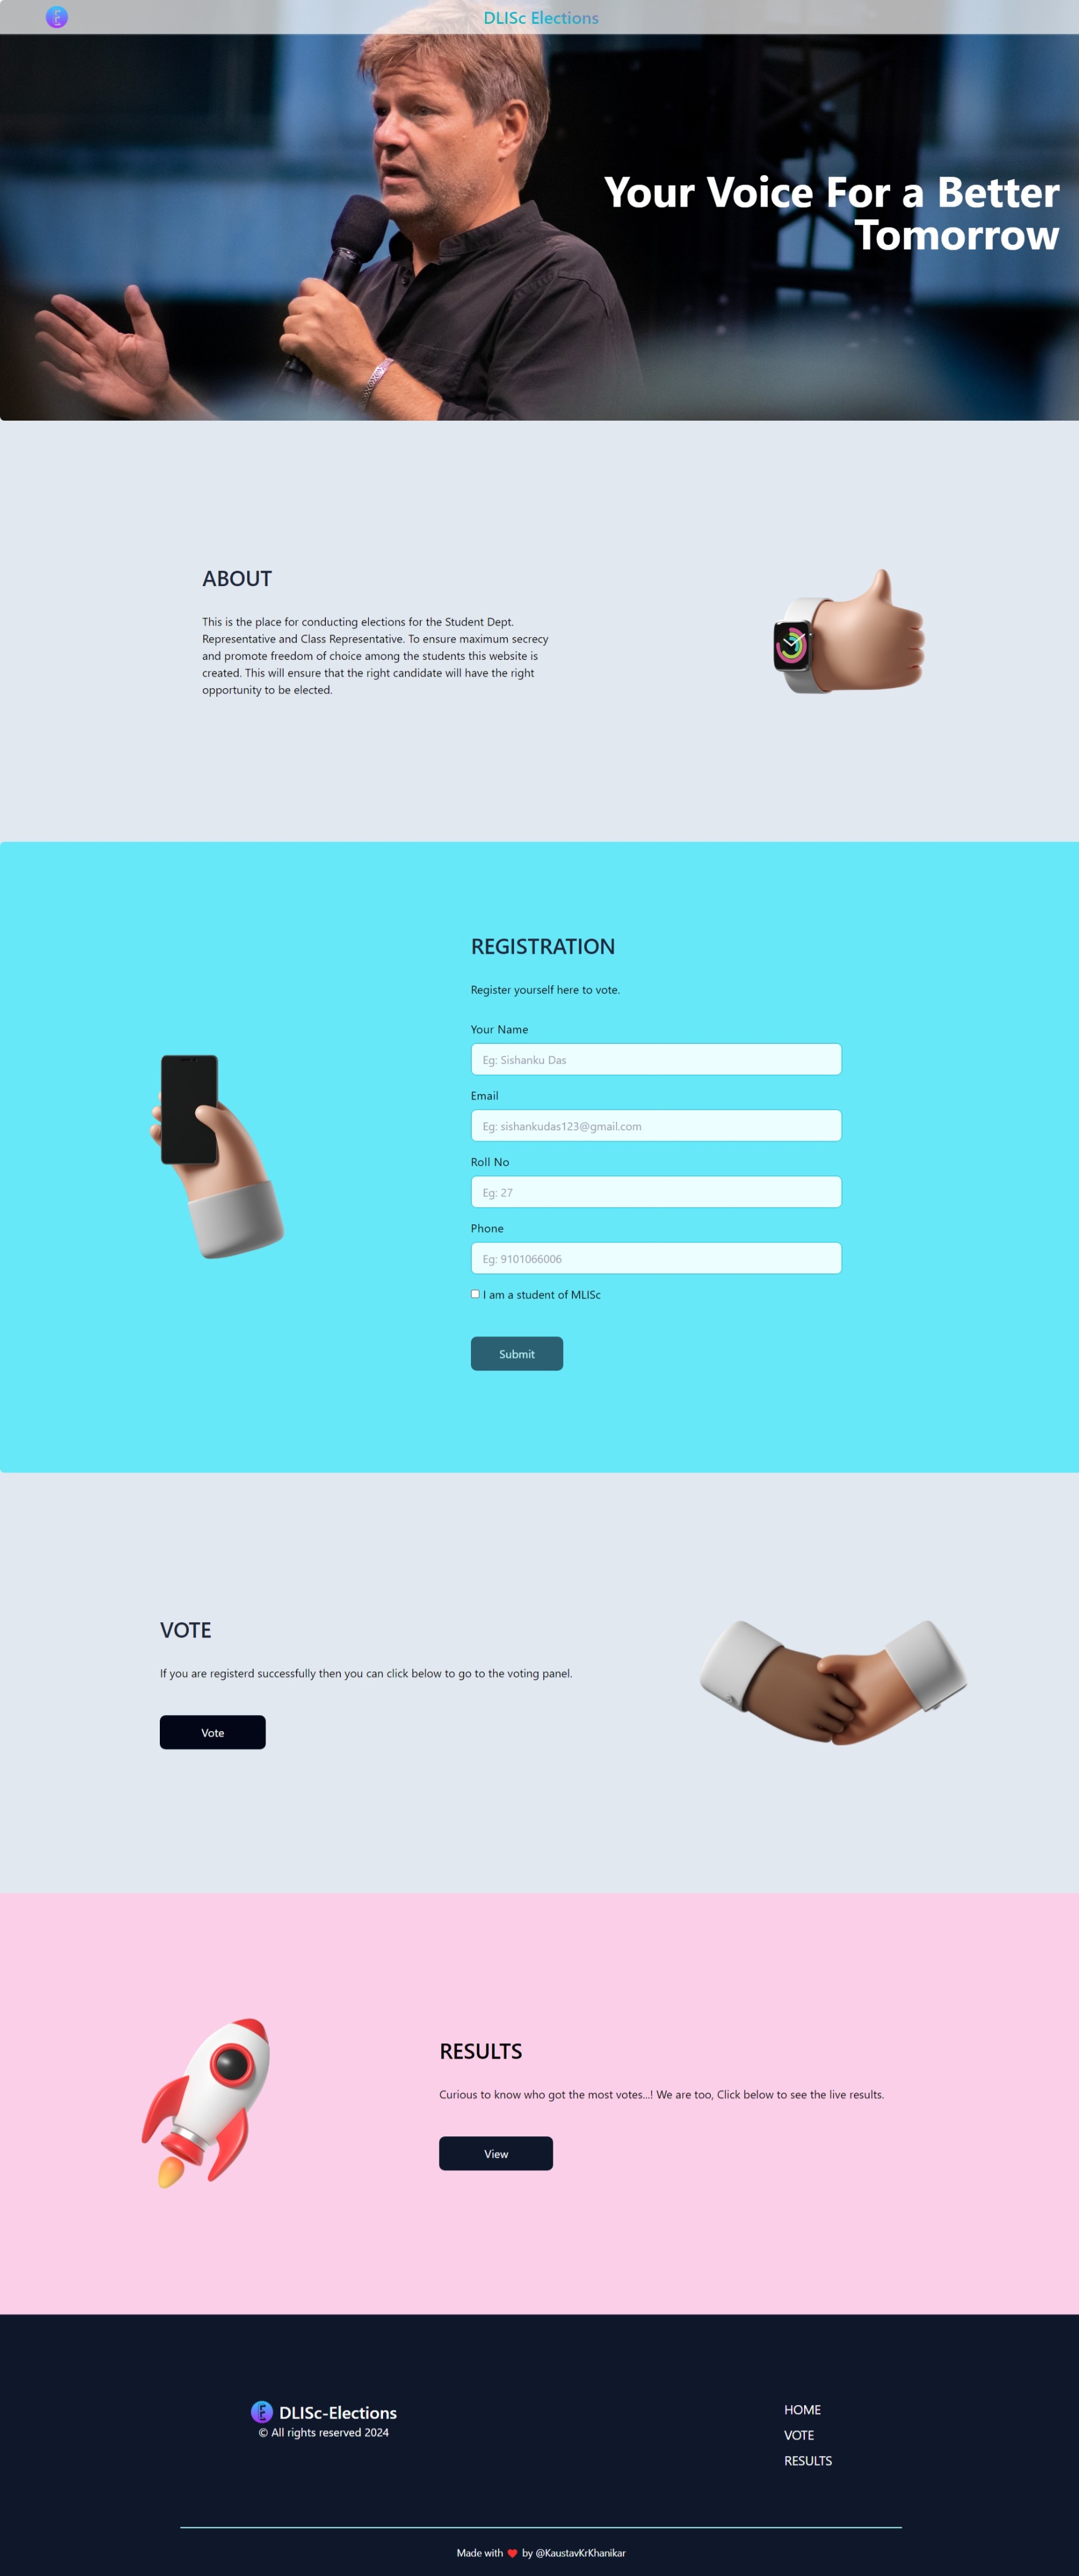 DLISc Elections
Your Voice For a Better
Tomorrow
ABOUT
This is the place for conducting elections for the Student Dept.
Representative and Class Representative. To ensure maximum secrecy
and promote freedom of choice among the students this website is
created. This will ensure that the right candidate will have the right
opportunity to be elected.
REGISTRATION
Register yourself here to vote.
Your Name
Eg: Sishanku Das
Email
Eg: sishankudas123@gmail.com
Roll No
Eg: 27
Phone
Eg: 9101066006
I am a student of MLISc
Submit
VOTE
If you are registerd successfully then you can click below to go to the voting panel.
Vote
RESULTS
Curious to know who got the most votes...! We are too, Click below to see the live results.
View
DLISc-Elections
© All rights reserved 2024
HOME
VOTE
RESULTS
Made with ❤️ by @KaustavKrKhanikar